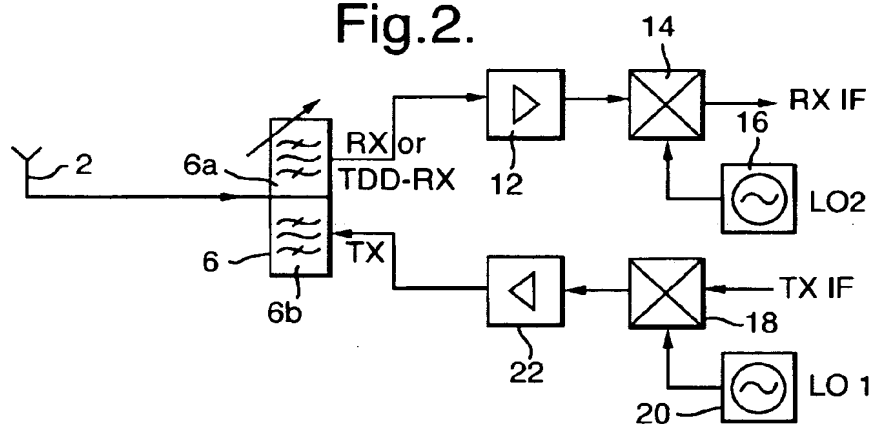 Fig.2.
14
RX IF
16
2
6a
RX or
TDD-RX
12
LO2
6
TX
TX IF
6b
18
22
LO 1
20